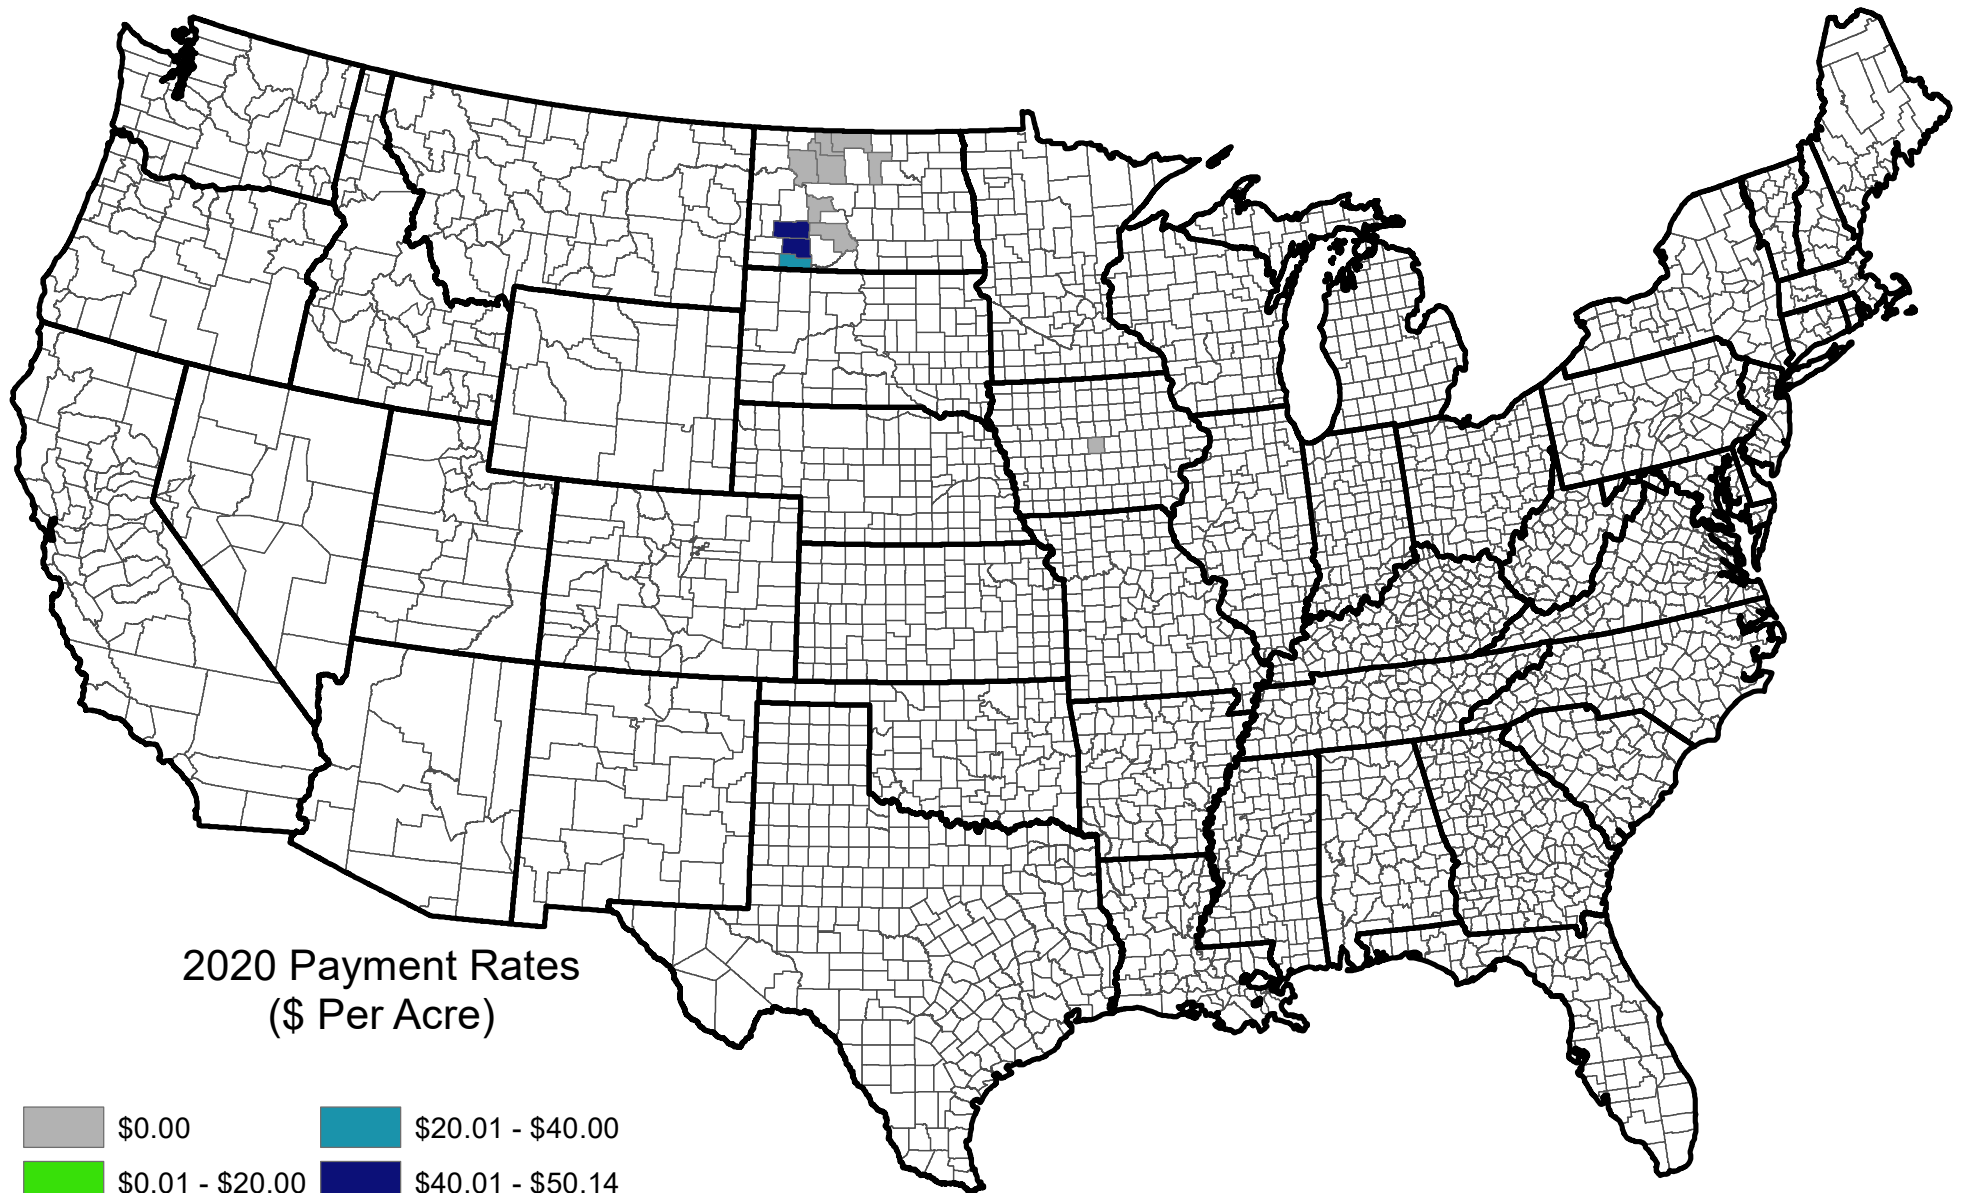 2020 Payment Rates
($ Per Acre)
$0.00 $20.01 - $40.00
$0.01 - $20.00 $40.01 - $50.14